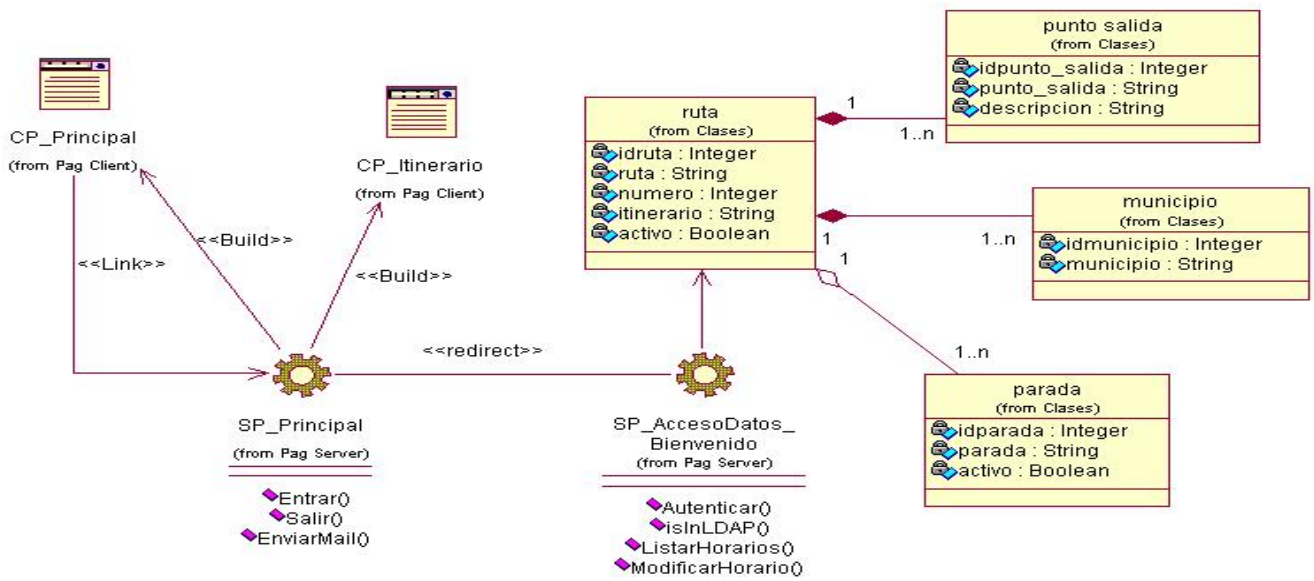 CP_Principal
(from Pag Client)
CP_Itinerario
(from Pag Client)
<<Link>>
<<Build>>
<<Build>>
<<redirect>>
SP_Principal
(from Pag Server)
Entrar()
Salir()
EnviarMail()
SP_AccesoDatos_
Bienvenido
(from Pag Server)
Autenticar()
isInLDAP()
ListarHorarios()
ModificarHorario()
ruta
(from Clases)
idruta : Integer
ruta : String
numero : Integer
itinerario : String
activo : Boolean
1
1..n
1
1..n
1
1..n
punto salida
(from Clases)
idpunto_salida : Integer
punto_salida : String
descripcion : String
municipio
(from Clases)
idmunicipio : Integer
municipio : String
parada
(from Clases)
idparada : Integer
parada : String
activo : Boolean